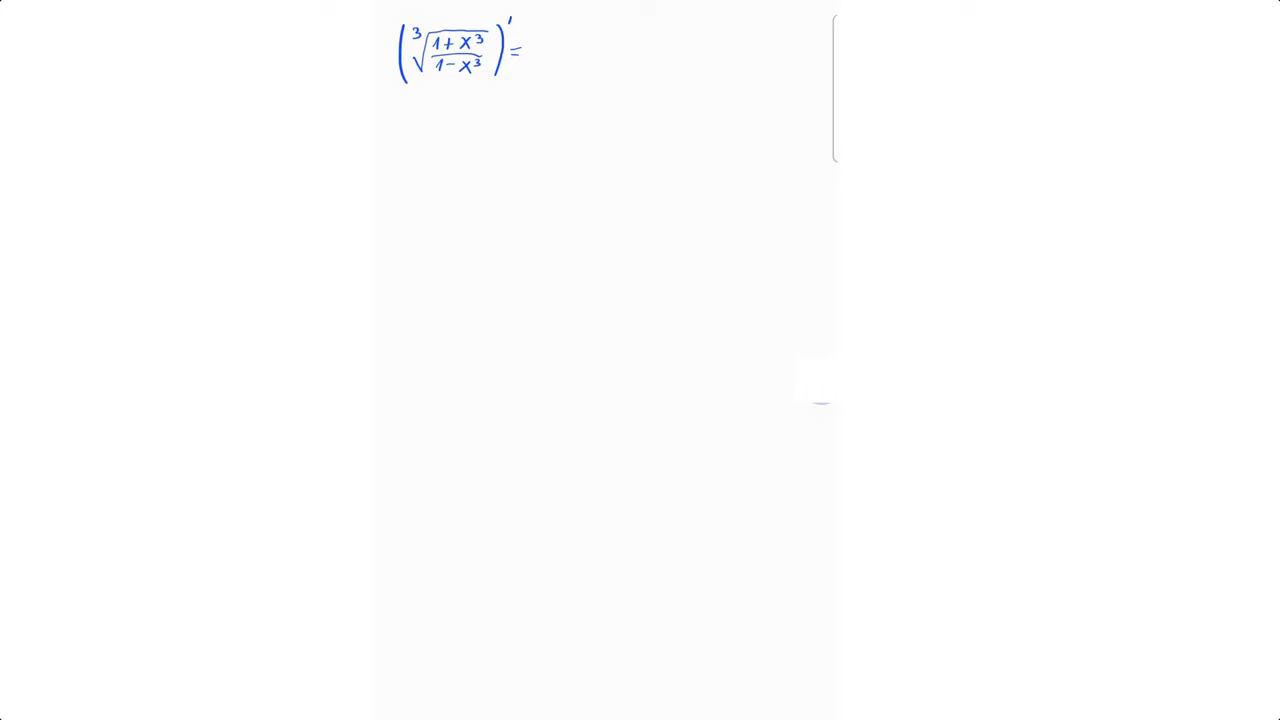 (∛((1+x³)/(1-x³)))' =